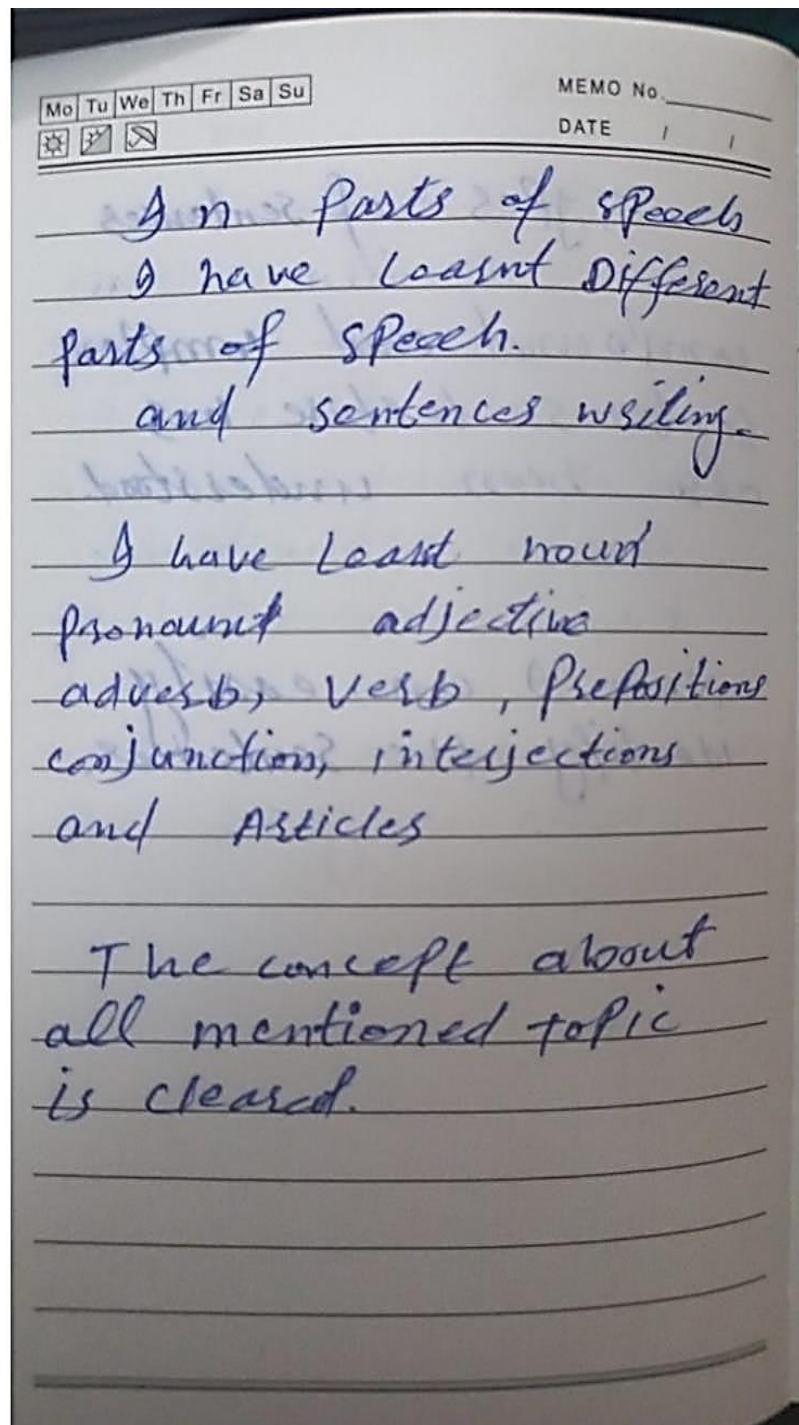 Mo Tu We Th Fr Sa Su
MEMO No.
DATE / /
In Parts of speech
I have Learnt Different
parts of speech.
and sentences writing.
I have Learnt noun
pronoun adjective
adverb, verb, Prepositions
conjunction, interjections
and Articles
The concept about
all mentioned topic
is cleared.